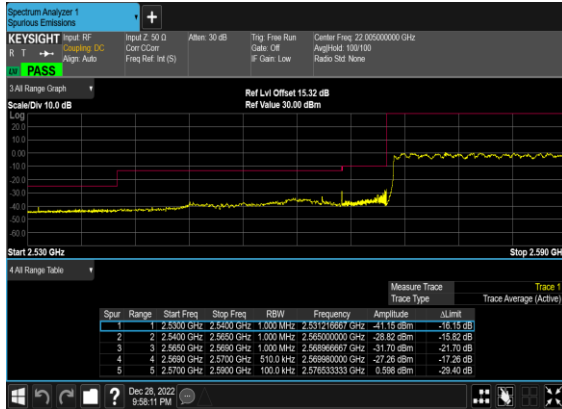 Spectrum Analyzer 1
Spurious Emissions
KEYSIGHT Input: RF Input Z: 50 Ω Atten: 30 dB Trig: Free Run Center Freq: 22.005000000 GHz
R T Coupling: DC Corr CCorr Gate: Off Avg|Hold: 100/100
Align: Auto Freq Ref: Int (S) IF Gain: Low Radio Std: None
PASS
3 All Range Graph
Ref Lvl Offset 15.32 dB
Scale/Div 10.0 dB Ref Value 30.00 dBm
Log
20.0
10.0
0.00
-10.0
-20.0
-30.0
-40.0
-50.0
-60.0
Start 2.530 GHz Stop 2.590 GH
4 All Range Table
Measure Trace Trace 1
Trace Type Trace Average (Active)
Spur Range Start Freq Stop Freq RBW Frequency Amplitude ΔLimit
1 1 2.5300 GHz 2.5400 GHz 1.000 MHz 2.531216667 GHz -41.15 dBm -16.15 dB
2 2 2.5400 GHz 2.5650 GHz 1.000 MHz 2.565000000 GHz -28.82 dBm -15.82 dB
3 3 2.5650 GHz 2.5690 GHz 1.000 MHz 2.568966667 GHz -31.70 dBm -21.70 dB
4 4 2.5690 GHz 2.5700 GHz 510.0 kHz 2.569980000 GHz -27.26 dBm -17.26 dB
5 5 2.5700 GHz 2.5900 GHz 100.0 kHz 2.576533333 GHz 0.598 dBm -29.40 dB
Dec 28, 2022
9:58:11 PM